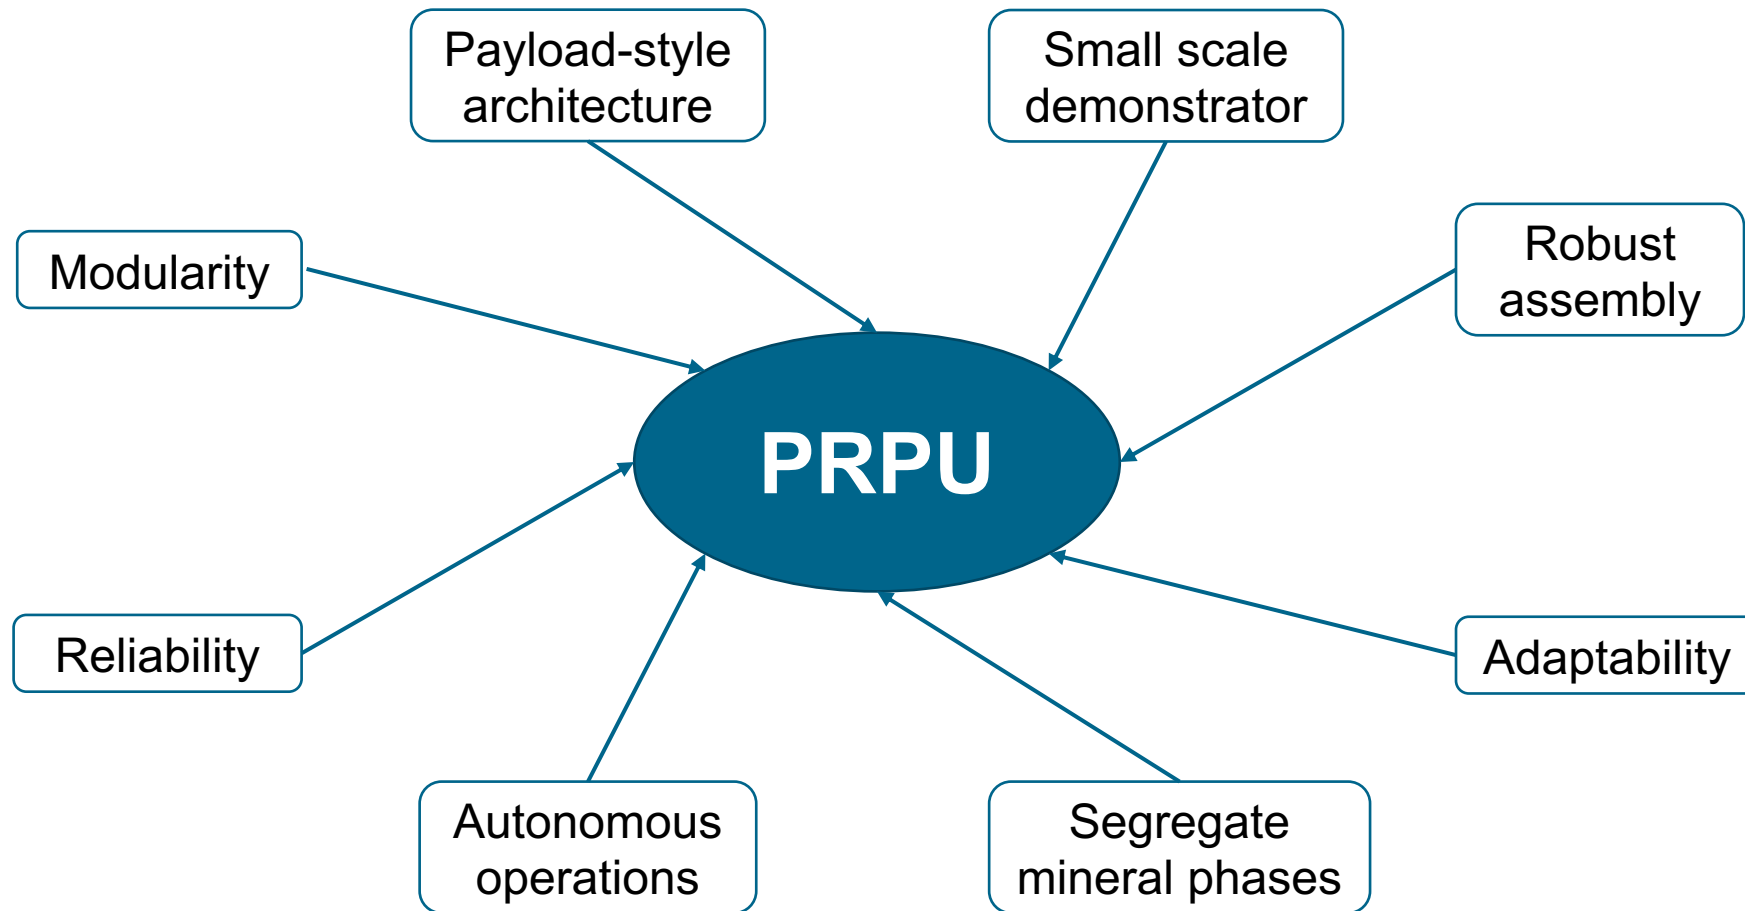 Payload-style
architecture
Small scale
demonstrator
Modularity
Robust
assembly
PRPU
Reliability
Adaptability
Autonomous
operations
Segregate
mineral phases